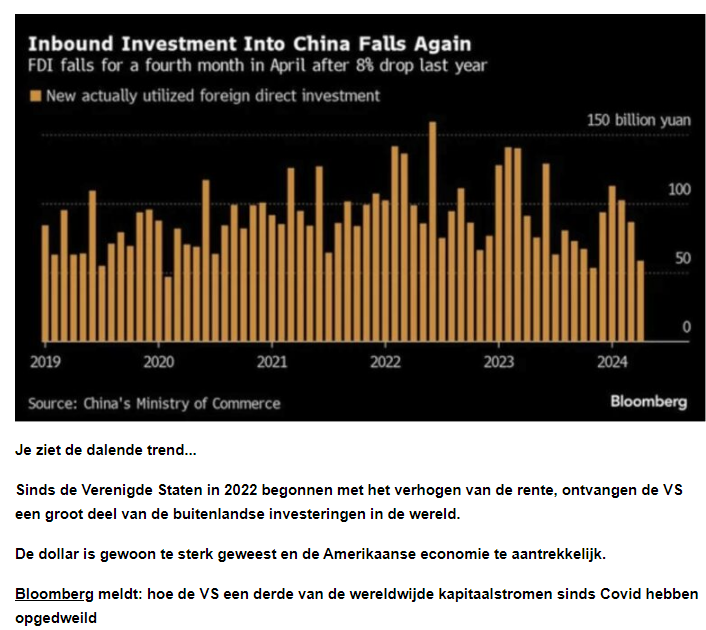 Inbound Investment Into China Falls Again
FDI falls for a fourth month in April after 8% drop last year
New actually utilized foreign direct investment
150 billion yuan
100
50
0
2019 2020 2021 2022 2023 2024
Source: China's Ministry of Commerce
Bloomberg
Je ziet de dalende trend...
Sinds de Verenigde Staten in 2022 begonnen met het verhogen van de rente, ontvangen de VS
een groot deel van de buitenlandse investeringen in de wereld.
De dollar is gewoon te sterk geweest en de Amerikaanse economie te aantrekkelijk.
Bloomberg meldt: hoe de VS een derde van de wereldwijde kapitaalstromen sinds Covid hebben
opgedweild